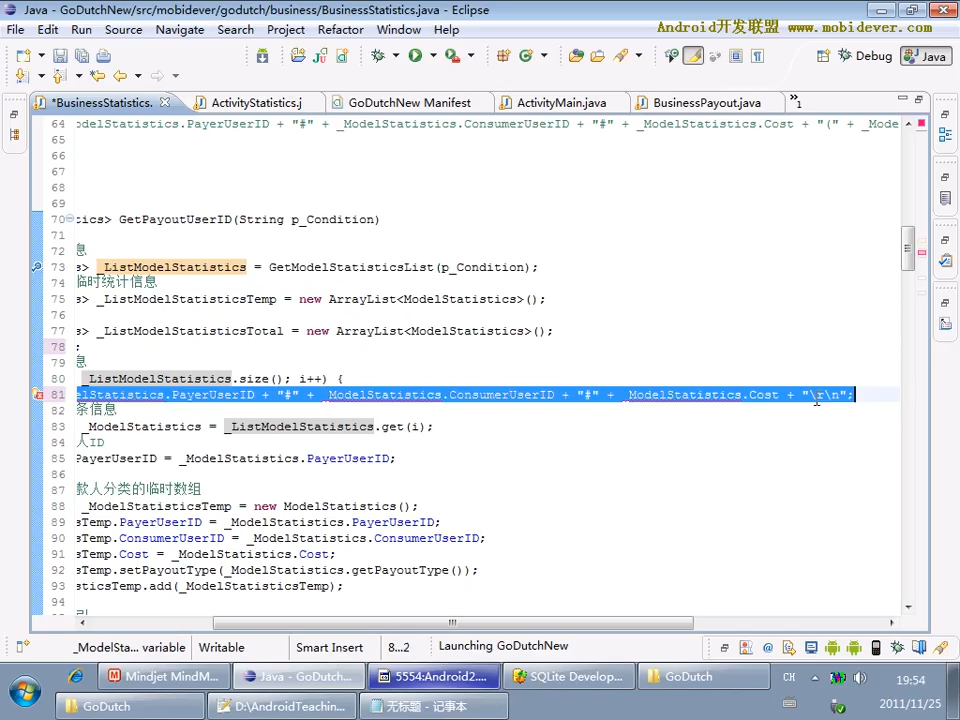 Java - GoDutchNew/src/mobidever/godutch/business/BusinessStatistics.java - Eclipse
File Edit Run Source Navigate Search Project Refactor Window Help
Android开发联盟 www.mobidever.com
Debug Java
*BusinessStatistics. ActivityStatistics.j GoDutchNew Manifest ActivityMain.java BusinessPayout.java »1
64 odelStatistics.PayerUserID + "#" + _ModelStatistics.ConsumerUserID + "#" + _ModelStatistics.Cost + "(" + _Mode
65
66
67
68
69
70 tics> GetPayoutUserID(String p_Condition)
71
72 息
73 s> _ListModelStatistics = GetModelStatisticsList(p_Condition);
74 临时统计信息
75 s> _ListModelStatisticsTemp = new ArrayList<ModelStatistics>();
76
77 s> _ListModelStatisticsTotal = new ArrayList<ModelStatistics>();
78 ;
79 息
80 _ListModelStatistics.size(); i++) {
81 elStatistics.PayerUserID + "#" + _ModelStatistics.ConsumerUserID + "#" + _ModelStatistics.Cost + "\r\n";
82 条信息
83 _ModelStatistics = _ListModelStatistics.get(i);
84 人ID
85 PayerUserID = _ModelStatistics.PayerUserID;
86
87 款人分类的临时数组
88 _ModelStatisticsTemp = new ModelStatistics();
89 sTemp.PayerUserID = _ModelStatistics.PayerUserID;
90 sTemp.ConsumerUserID = _ModelStatistics.ConsumerUserID;
91 sTemp.Cost = _ModelStatistics.Cost;
92 sTemp.setPayoutType(_ModelStatistics.getPayoutType());
93 sticsTemp.add(_ModelStatisticsTemp);
94
_ModelSta... variable Writable Smart Insert 8...2 Launching GoDutchNew
Mindjet MindM... Java - GoDutch... 5554:Android2.... SQLite Develop... GoDutch CH 19:54
GoDutch D:\AndroidTeachin... 无标题 - 记事本 2011/11/25